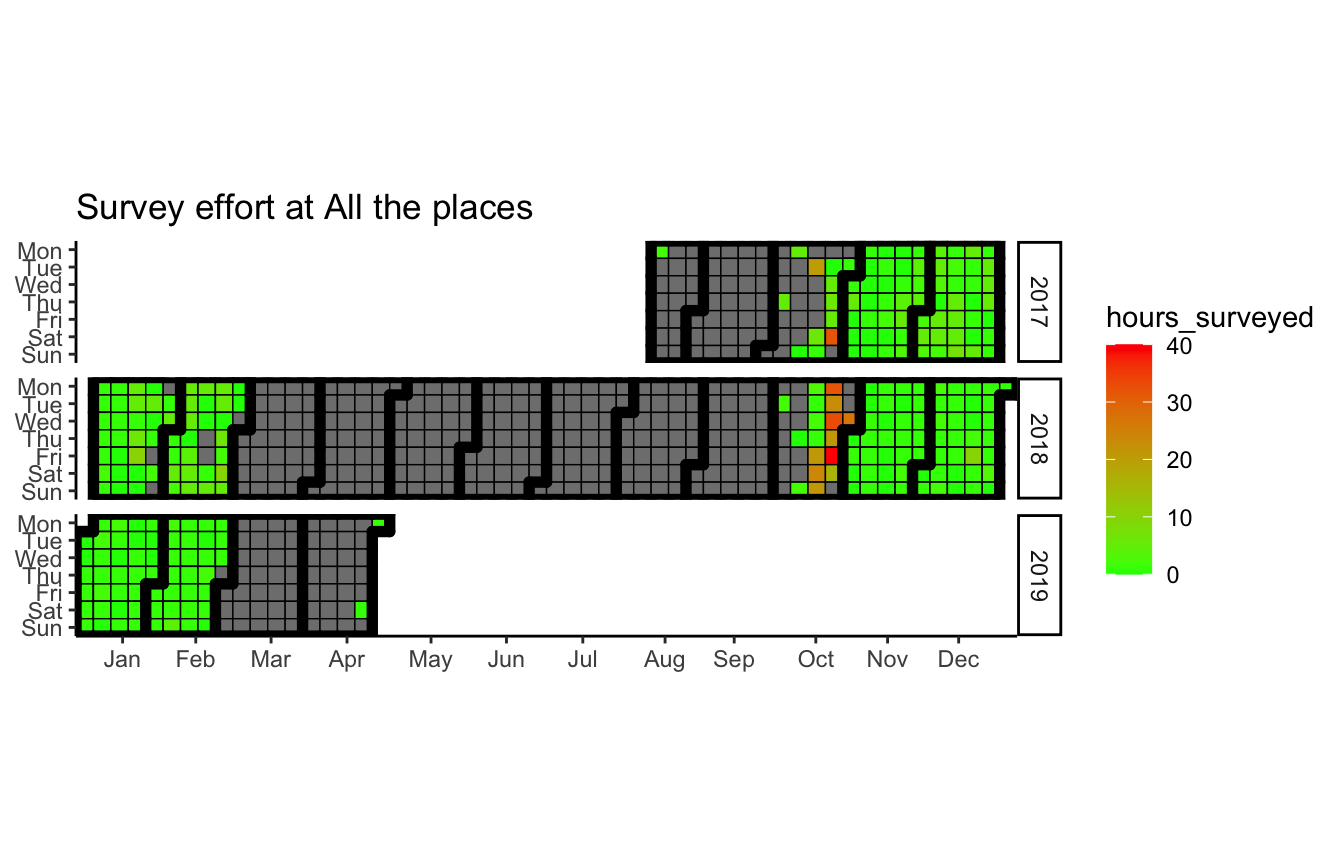 Survey effort at All the places
Mon
Tue
Wed
Thu
Fri
Sat
Sun
2017
Mon
Tue
Wed
Thu
Fri
Sat
Sun
2018
Mon
Tue
Wed
Thu
Fri
Sat
Sun
2019
Jan Feb Mar Apr May Jun Jul Aug Sep Oct Nov Dec
hours_surveyed
40
30
20
10
0